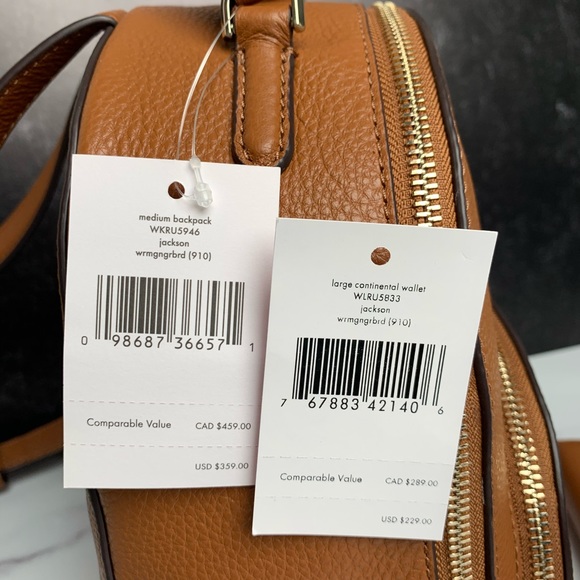 medium backpack
WKRU5946
jackson
wrmgngrbrd (910)
0 98687 36657 1
Comparable Value CAD $459.00
USD $359.00
large continental wallet
WLRU5833
jackson
wrmgngrbrd (910)
7 67883 42140 6
Comparable Value CAD $289.00
USD $229.00